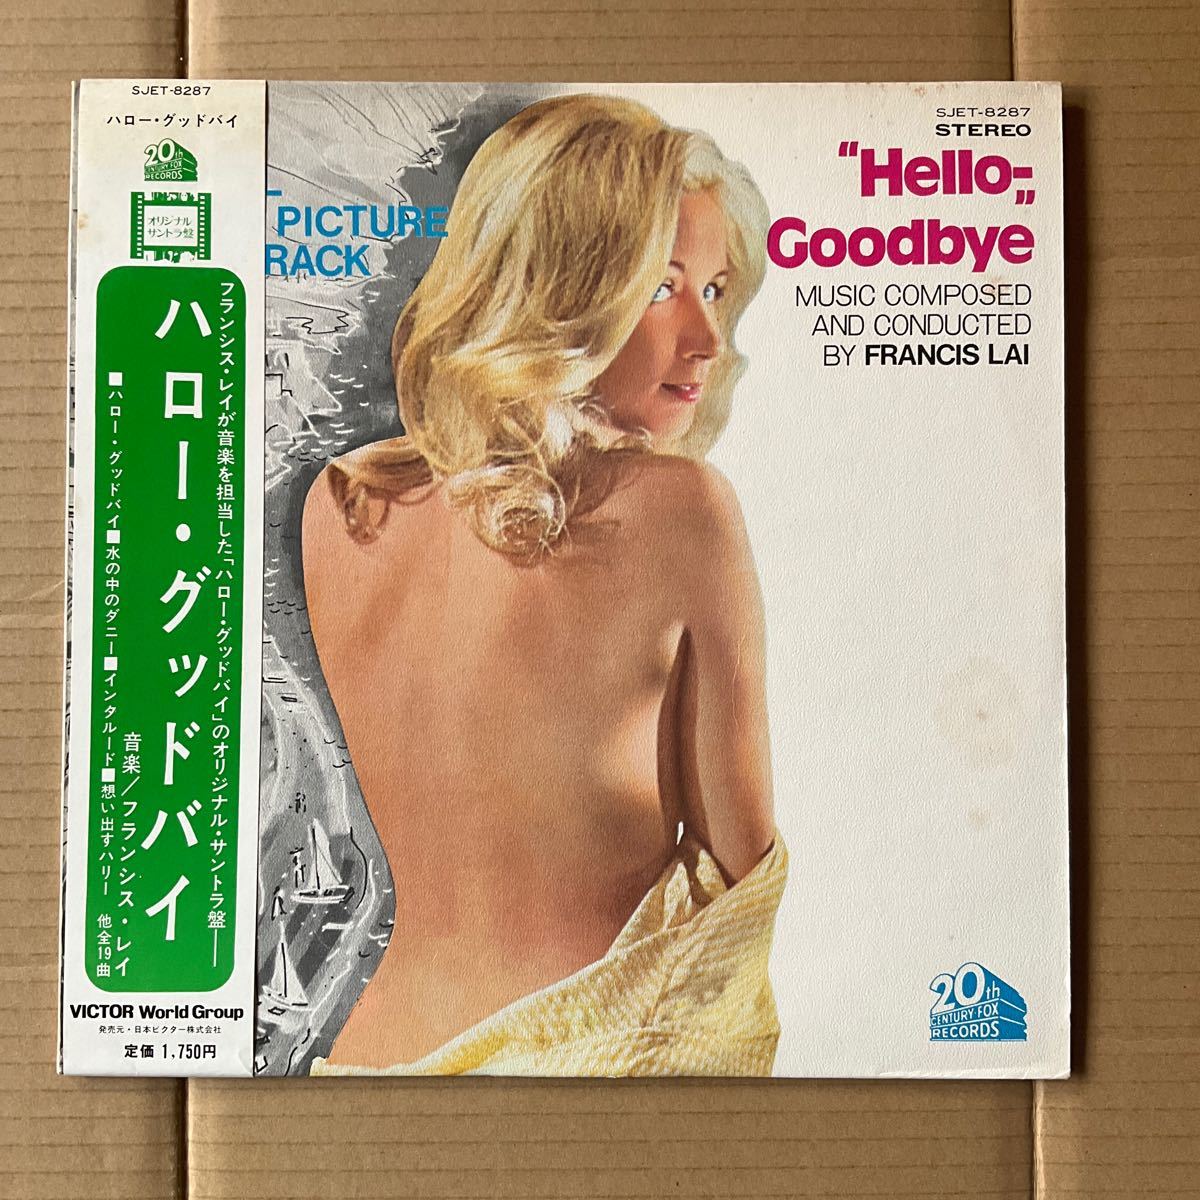 SJET-8287
ハロー・グッドバイ
20th
CENTURY-FOX
RECORDS
オリジナル
サントラ盤
フランシス・レイが音楽を担当した「ハロー・グッドバイ」のオリジナル・サントラ盤――
ハロー・グッドバイ
■ハロー・グッドバイ■水の中のダニー■インタルード■想い出すハリー 他全19曲
音楽/フランシス・レイ
VICTOR World Group
発売元・日本ビクター株式会社
定価 1,750円
PICTURE
RACK
SJET-8287
STEREO
"Hello-"
Goodbye
MUSIC COMPOSED
AND CONDUCTED
BY FRANCIS LAI
20th
CENTURY-FOX
RECORDS